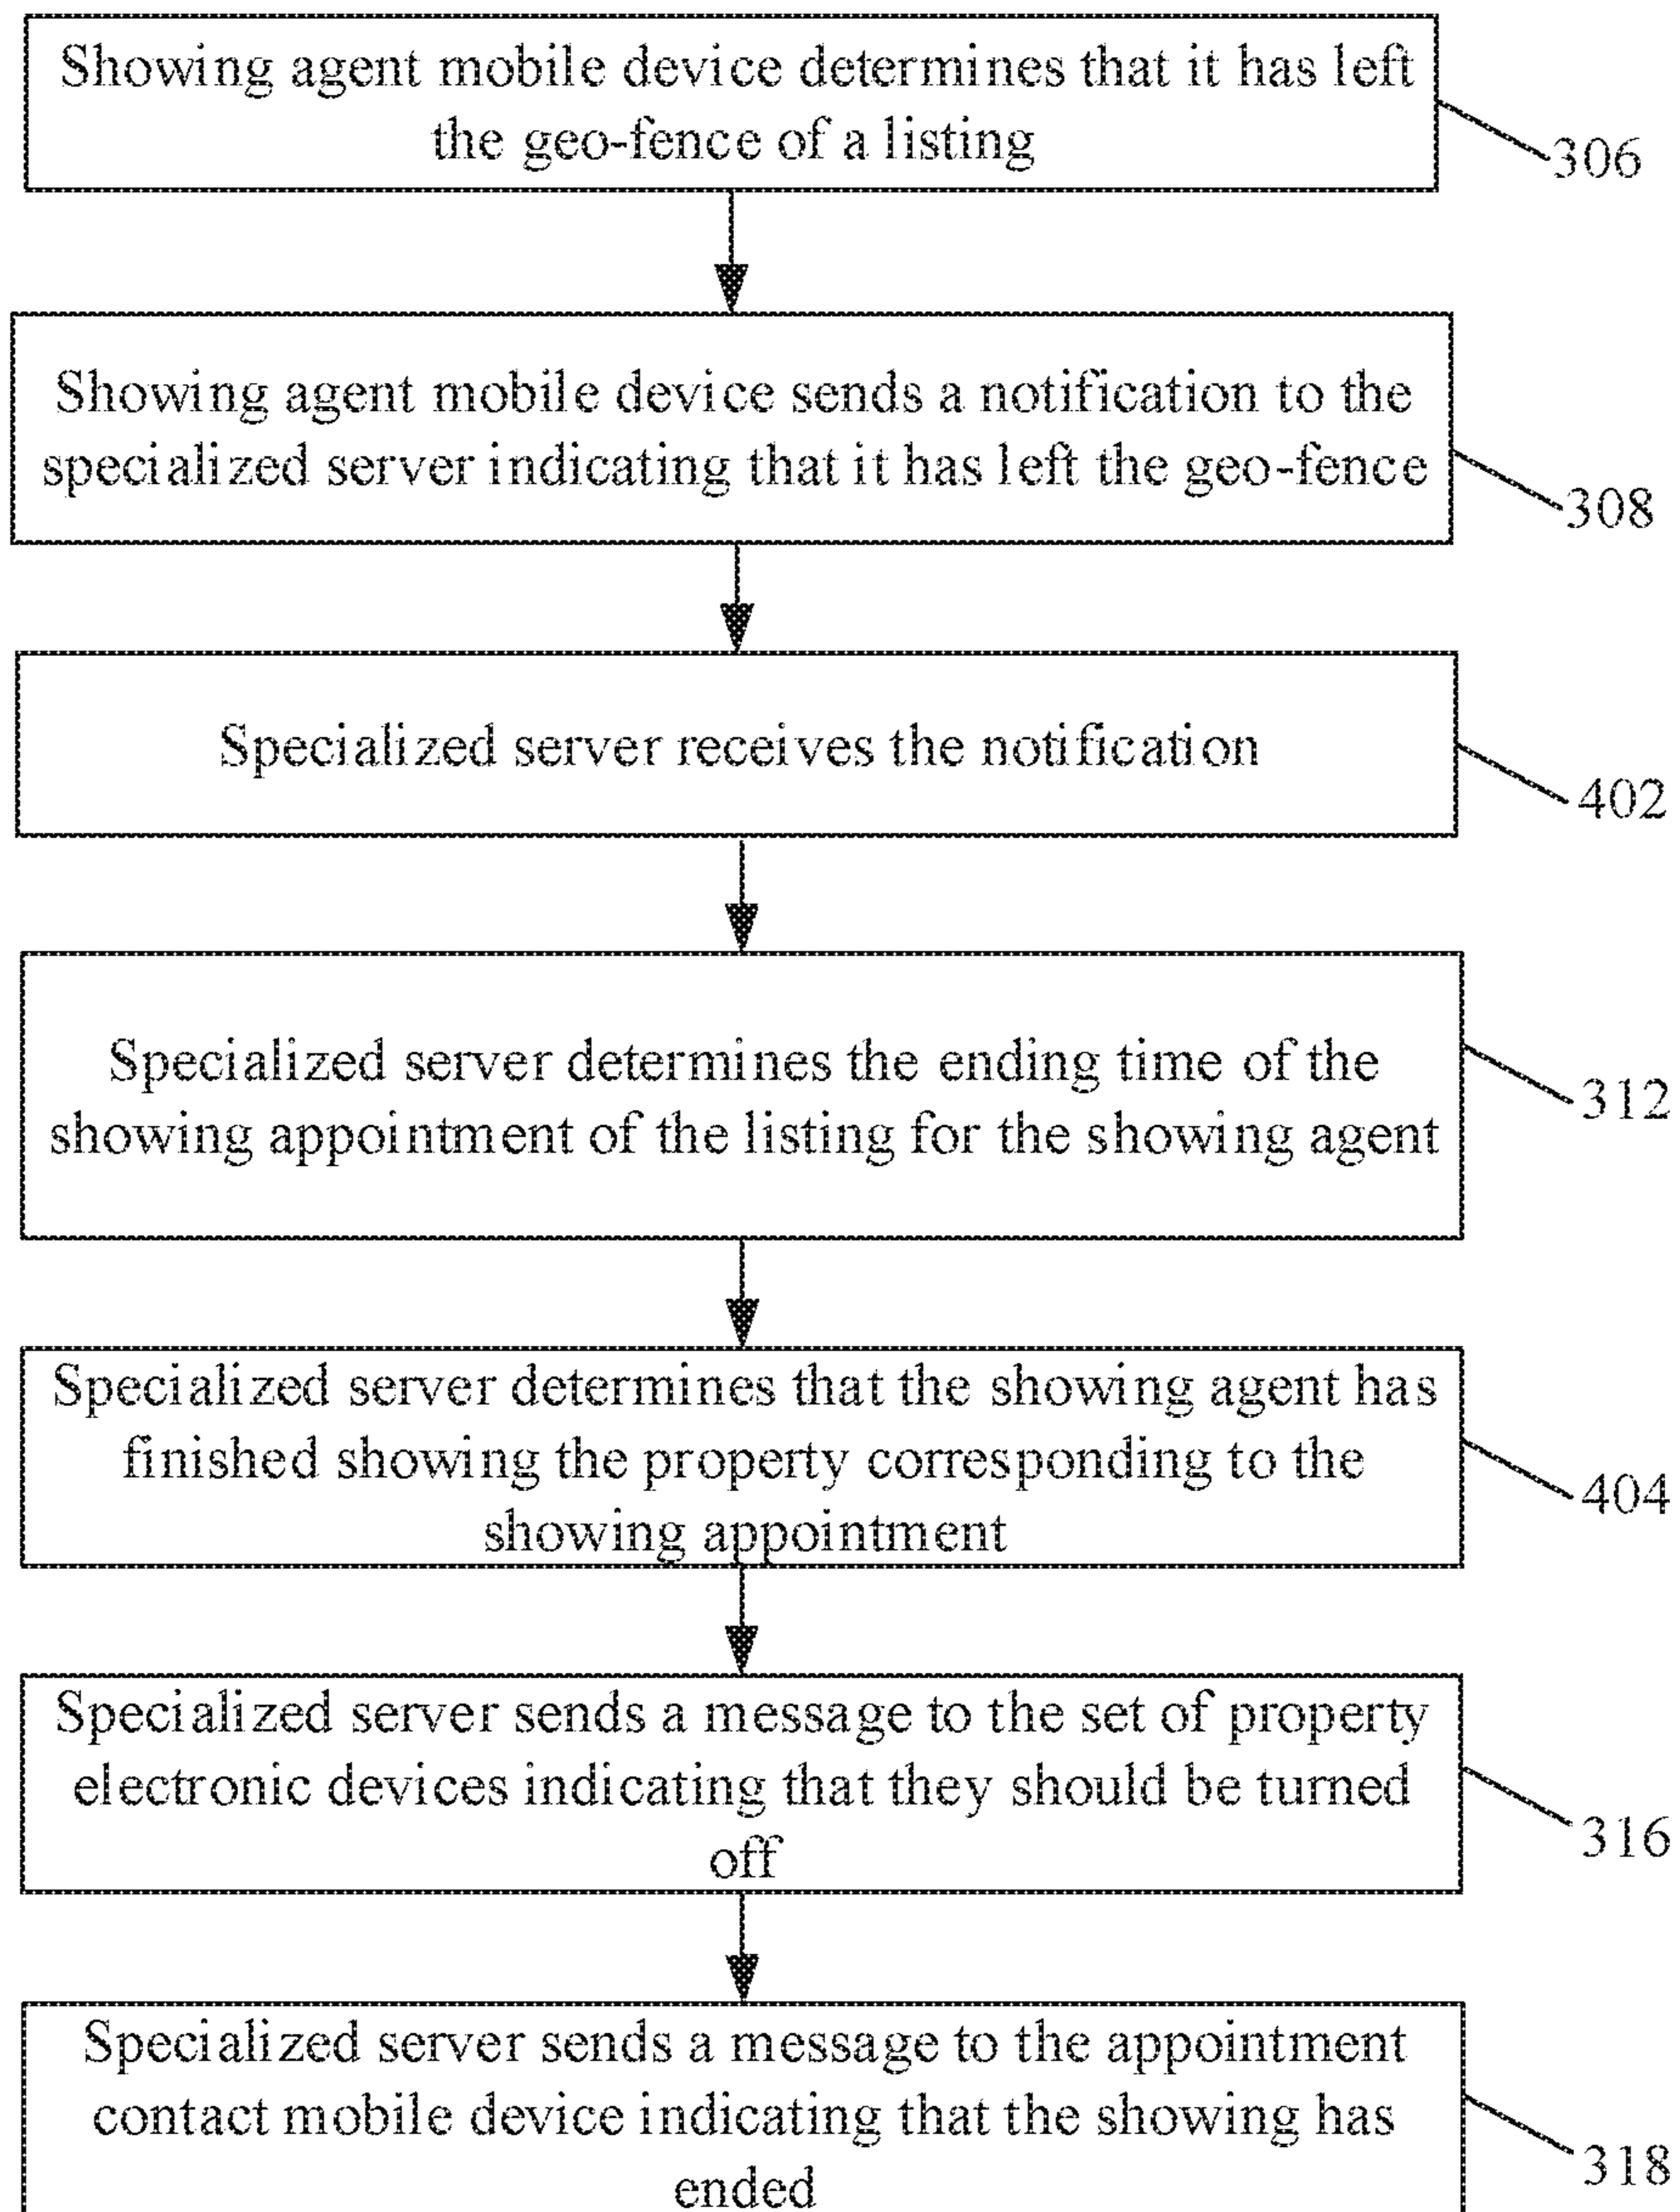 Showing agent mobile device determines that it has left
the geo-fence of a listing
306
Showing agent mobile device sends a notification to the
specialized server indicating that it has left the geo-fence
308
Specialized server receives the notification
402
Specialized server determines the ending time of the
showing appointment of the listing for the showing agent
312
Specialized server determines that the showing agent has
finished showing the property corresponding to the
showing appointment
404
Specialized server sends a message to the set of property
electronic devices indicating that they should be turned
off
316
Specialized server sends a message to the appointment
contact mobile device indicating that the showing has
ended
318